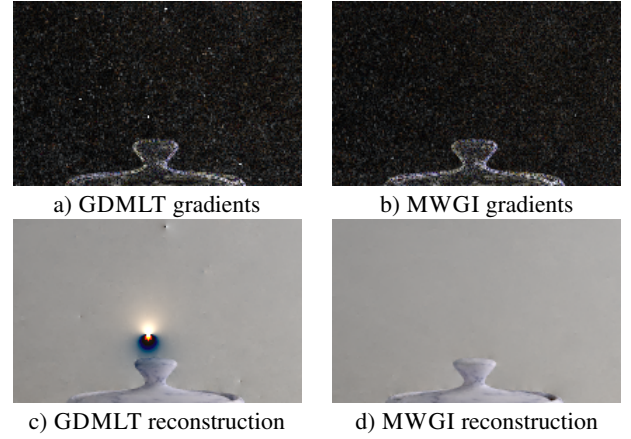 a) GDMLT gradients
b) MWGI gradients
c) GDMLT reconstruction
d) MWGI reconstruction